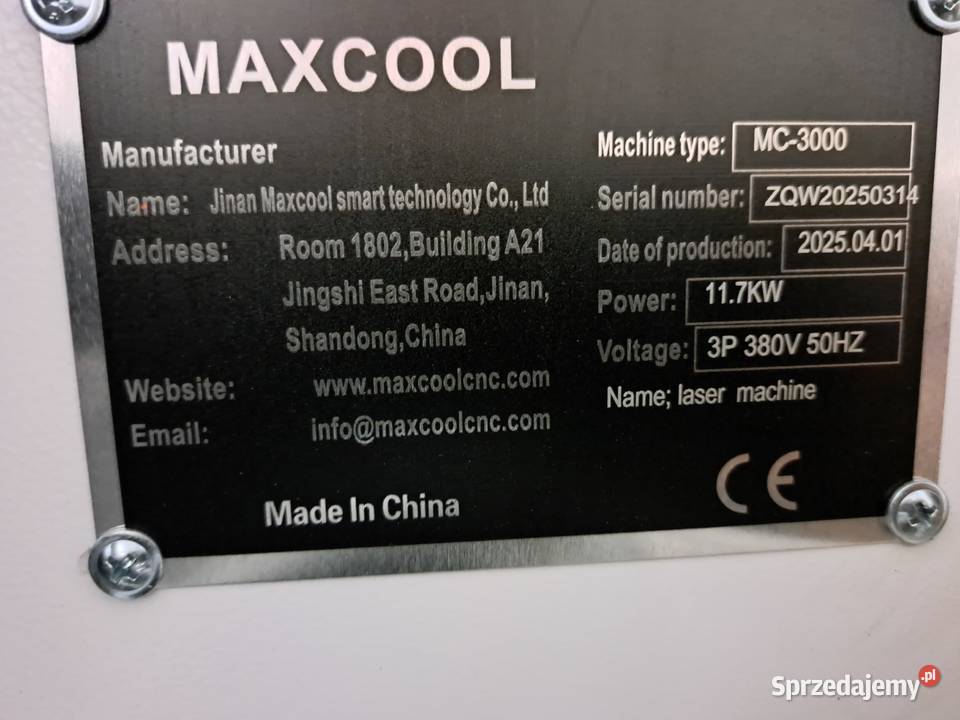 MAXCOOL
Manufacturer
Name: Jinan Maxcool smart technology Co., Ltd
Address: Room 1802,Building A21
Jingshi East Road,Jinan,
Shandong,China
Website: www.maxcoolcnc.com
Email: info@maxcoolcnc.com
Made In China
Machine type: MC-3000
Serial number: ZQW20250314
Date of production: 2025.04.01
Power: 11.7KW
Voltage: 3P 380V 50HZ
Name; laser machine
CE
Sprzedajemy.pl